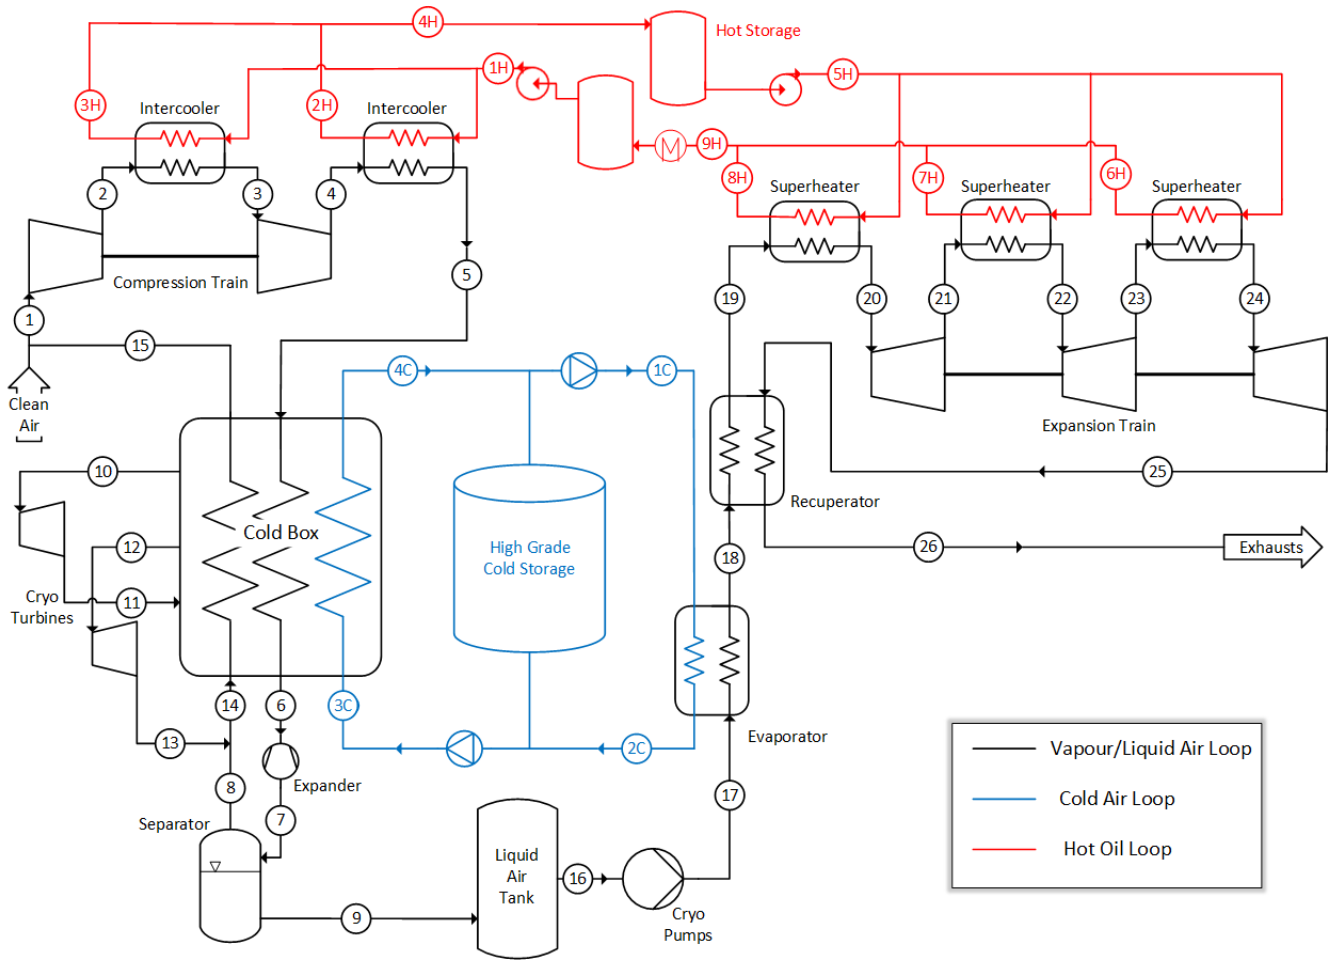 4H
Hot Storage
1H
5H
3H
Intercooler
2H
Intercooler
M
9H
8H
Superheater
7H
Superheater
6H
Superheater
2
3
4
5
Compression Train
19
20
21
22
23
24
1
15
4C
1C
Clean
Air
Expansion Train
10
25
Recuperator
Cold Box
12
High Grade
Cold Storage
18
26
Exhausts
Cryo
Turbines
11
14
6
3C
13
2C
Evaporator
Vapour/Liquid Air Loop
Cold Air Loop
Hot Oil Loop
8
Expander
17
Separator
7
Liquid
Air
Tank
16
9
Cryo
Pumps